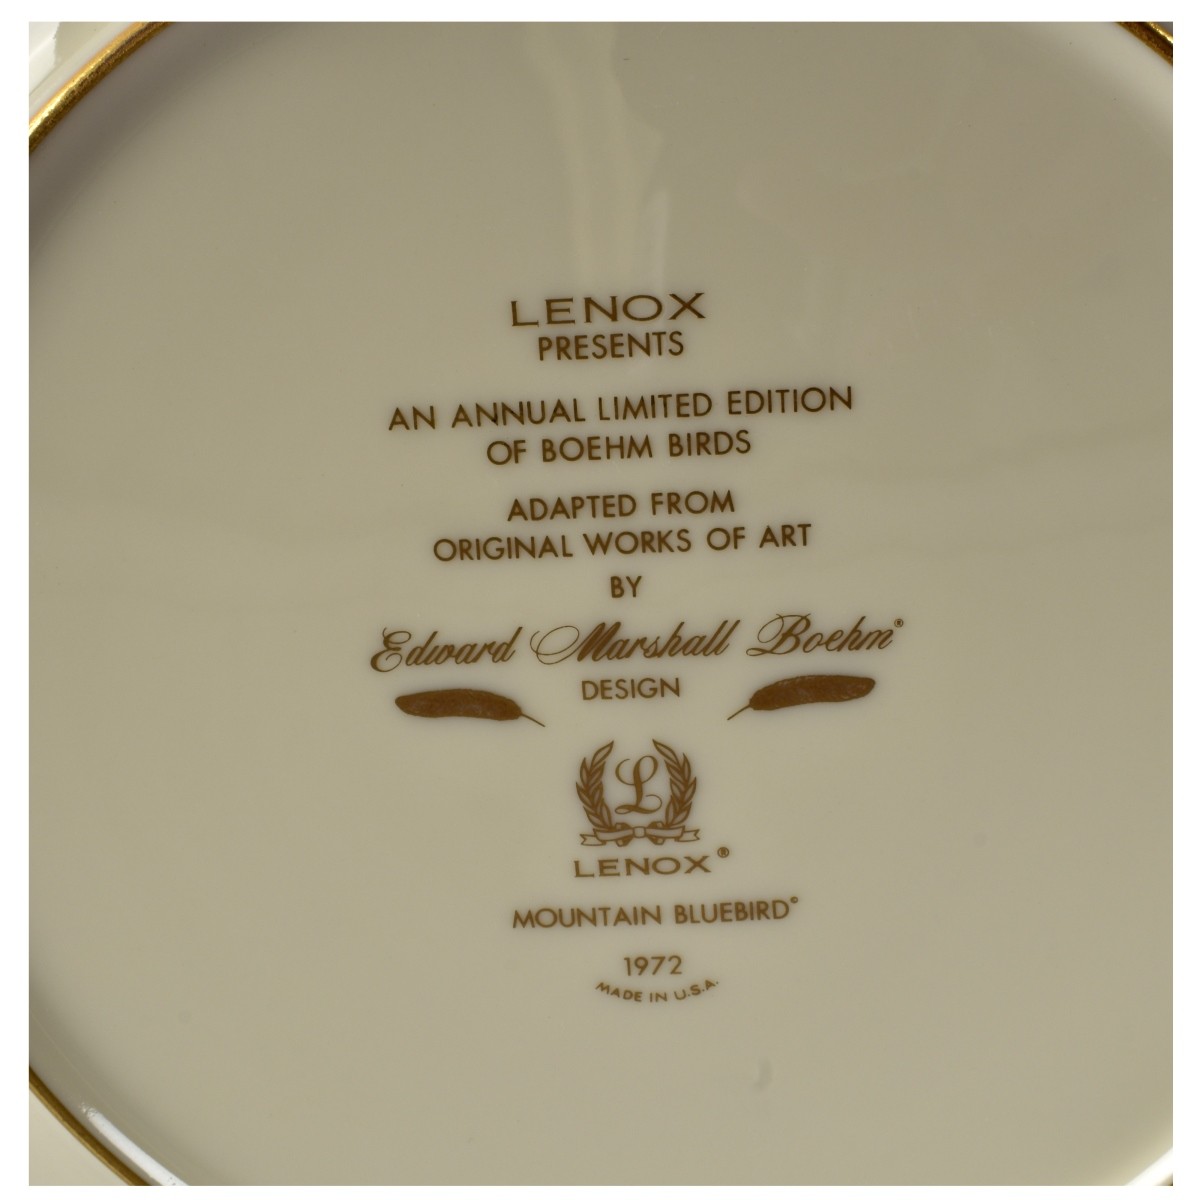 LENOX
PRESENTS
AN ANNUAL LIMITED EDITION
OF BOEHM BIRDS
ADAPTED FROM
ORIGINAL WORKS OF ART
BY
Edward Marshall Boehm®
DESIGN
L
LENOX®
MOUNTAIN BLUEBIRD©
1972
MADE IN U.S.A.